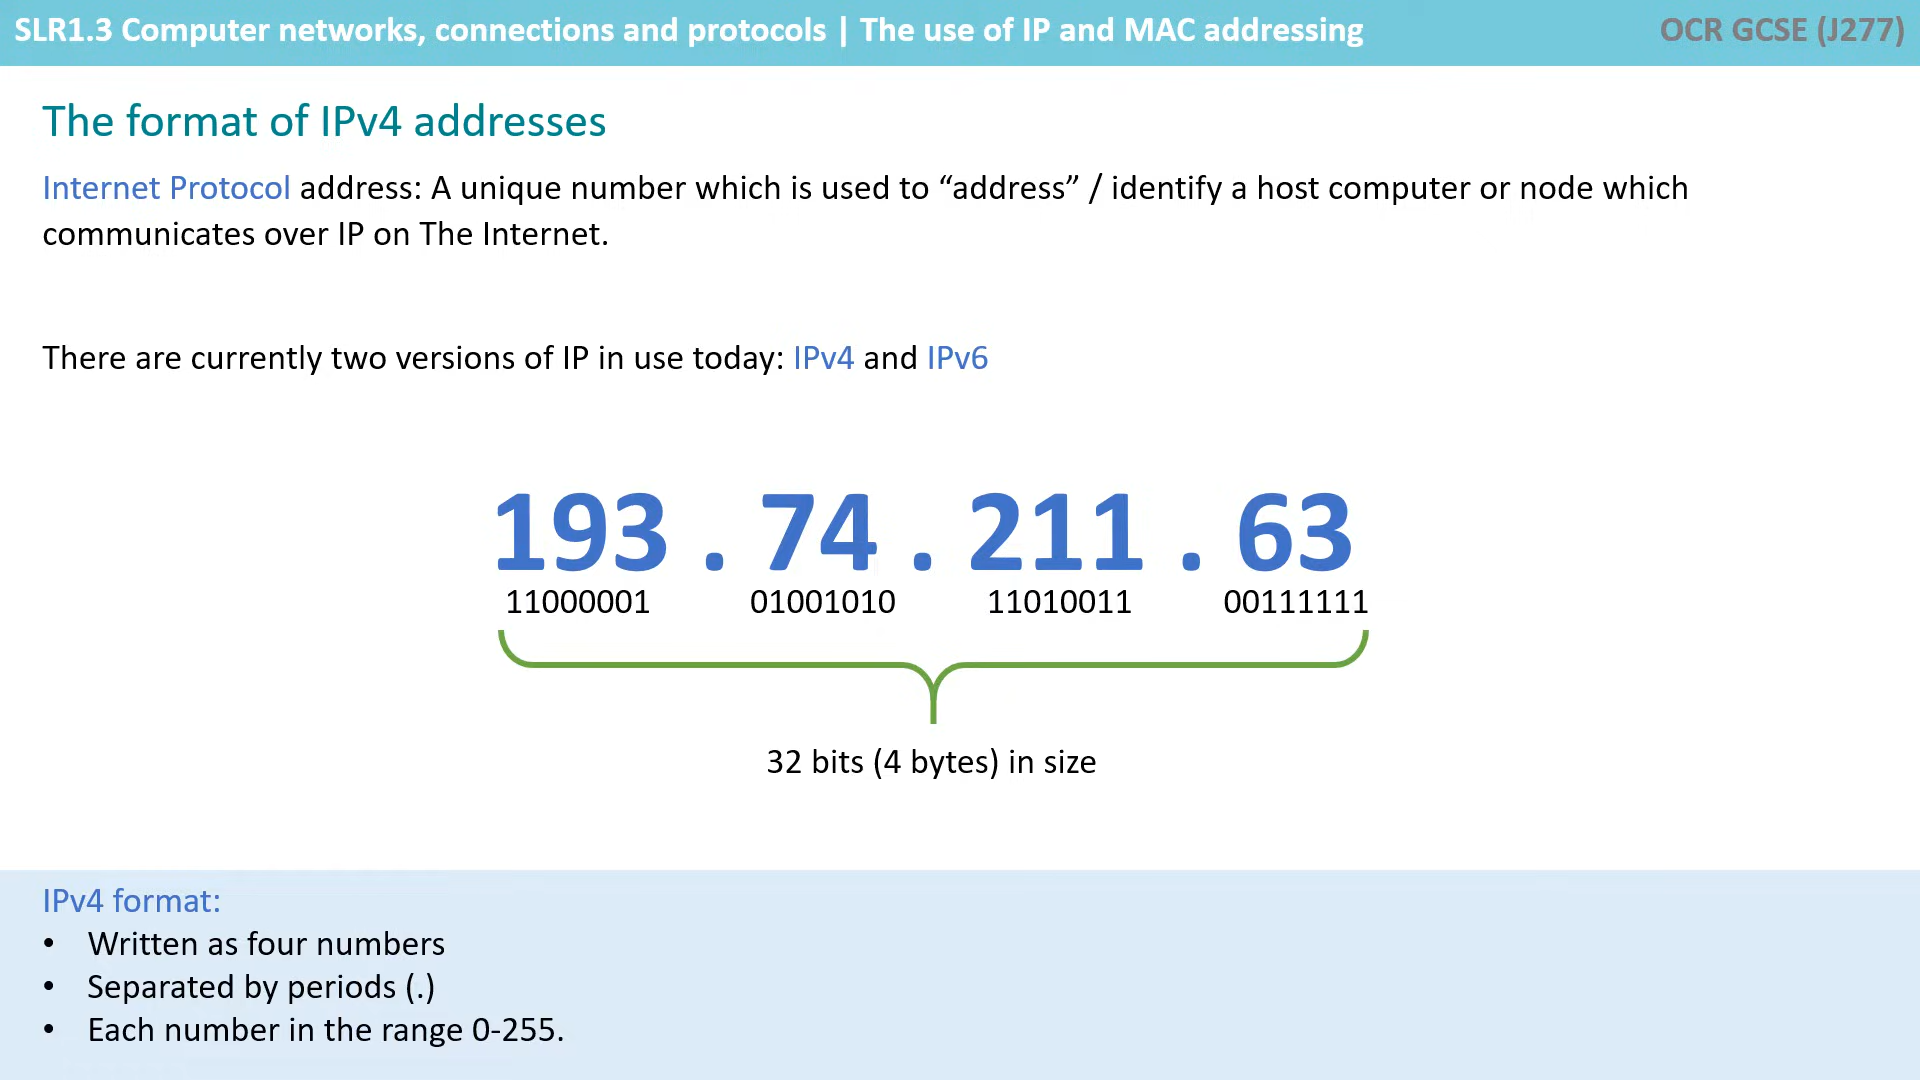 SLR1.3 Computer networks, connections and protocols | The use of IP and MAC addressing
OCR GCSE (J277)
The format of IPv4 addresses
Internet Protocol address: A unique number which is used to “address” / identify a host computer or node which
communicates over IP on The Internet.
There are currently two versions of IP in use today: IPv4 and IPv6
193 . 74 . 211 . 63
11000001 01001010 11010011 00111111
32 bits (4 bytes) in size
IPv4 format:
• Written as four numbers
• Separated by periods (.)
• Each number in the range 0-255.